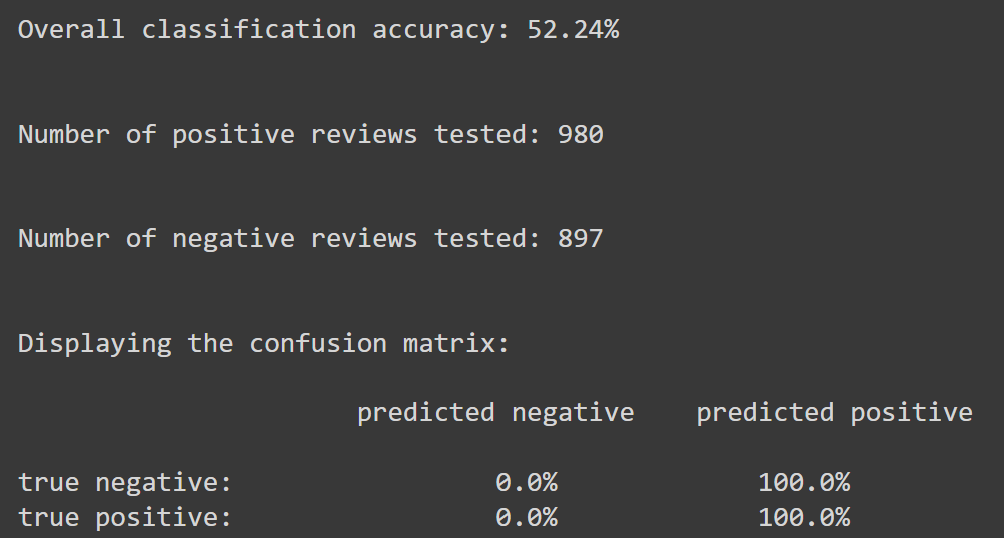 Overall classification accuracy: 52.24%
Number of positive reviews tested: 980
Number of negative reviews tested: 897
Displaying the confusion matrix:
predicted negative predicted positive
true negative: 0.0% 100.0%
true positive: 0.0% 100.0%